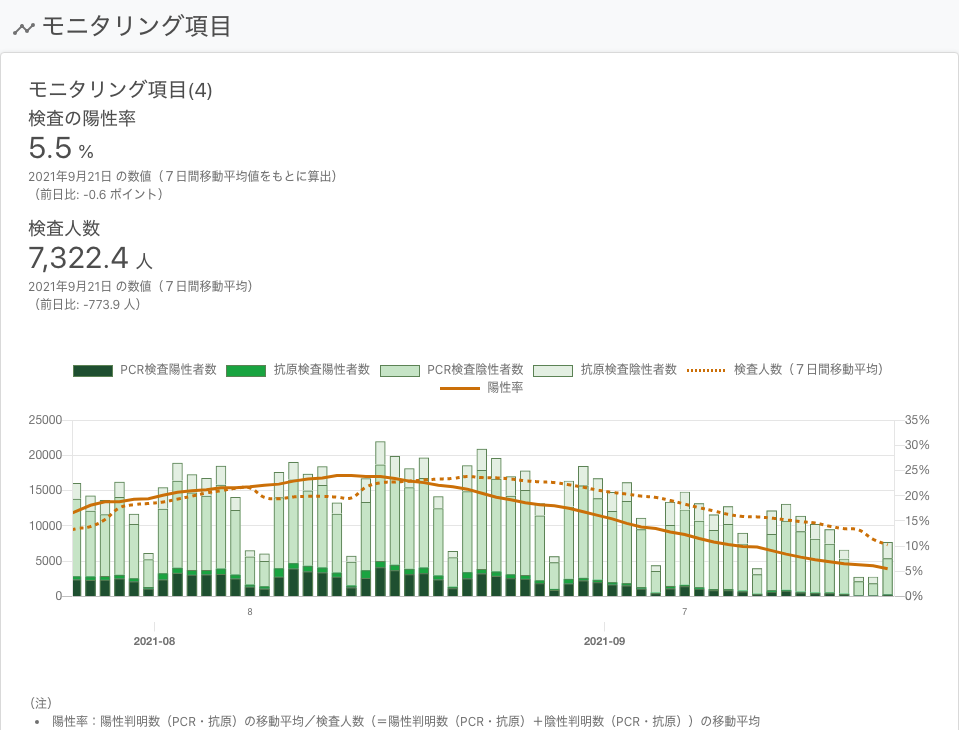 モニタリング項目
モニタリング項目(4)
検査の陽性率
5.5 %
2021年9月21日 の数値（７日間移動平均値をもとに算出）
（前日比: -0.6 ポイント）
検査人数
7,322.4 人
2021年9月21日 の数値（７日間移動平均）
（前日比: -773.9 人）
PCR検査陽性者数 抗原検査陽性者数 PCR検査陰性者数 抗原検査陰性者数 検査人数（７日間移動平均）
陽性率
25000 35%
30%
20000
25%
15000 20%
15%
10000
10%
5000
5%
0 0%
8 7
2021-08 2021-09
（注）
• 陽性率：陽性判明数（PCR・抗原）の移動平均／検査人数（＝陽性判明数（PCR・抗原）＋陰性判明数（PCR・抗原））の移動平均